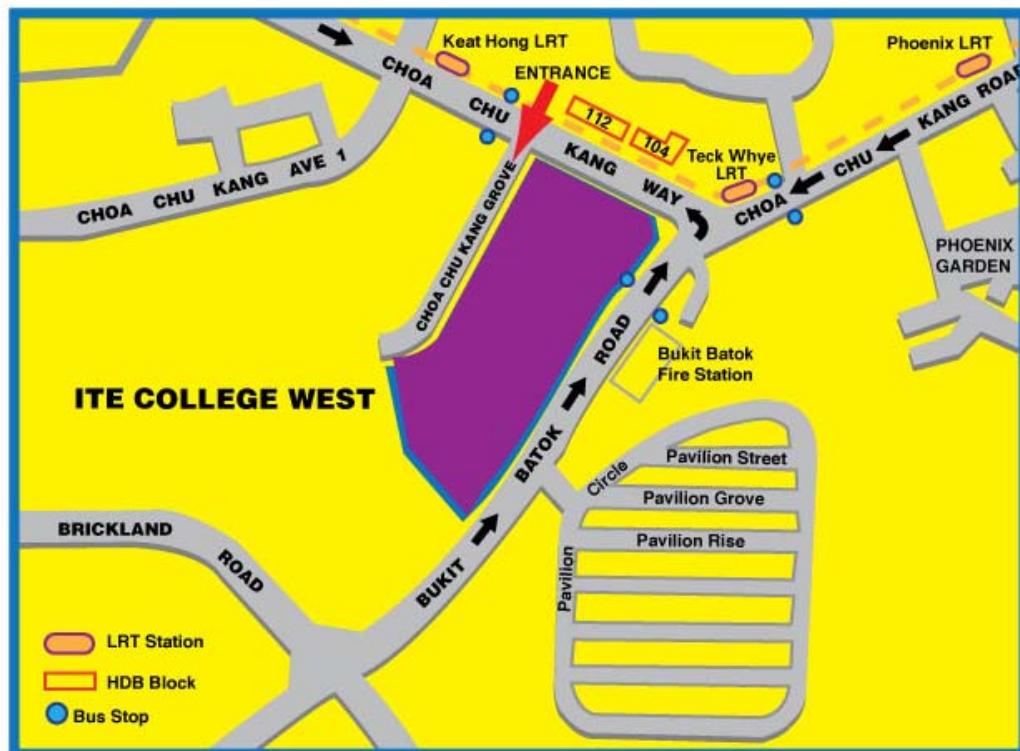 Keat Hong LRT
Phoenix LRT
ENTRANCE
CHOA CHU KANG WAY
112
104
Teck Whye
LRT
CHOA CHU KANG ROAD
CHOA CHU KANG AVE 1
CHOA CHU KANG GROVE
PHOENIX
GARDEN
Bukit Batok
Fire Station
ITE COLLEGE WEST
BUKIT BATOK ROAD
Pavilion Circle
Pavilion Street
Pavilion Grove
Pavilion Rise
BRICKLAND ROAD
LRT Station
HDB Block
Bus Stop